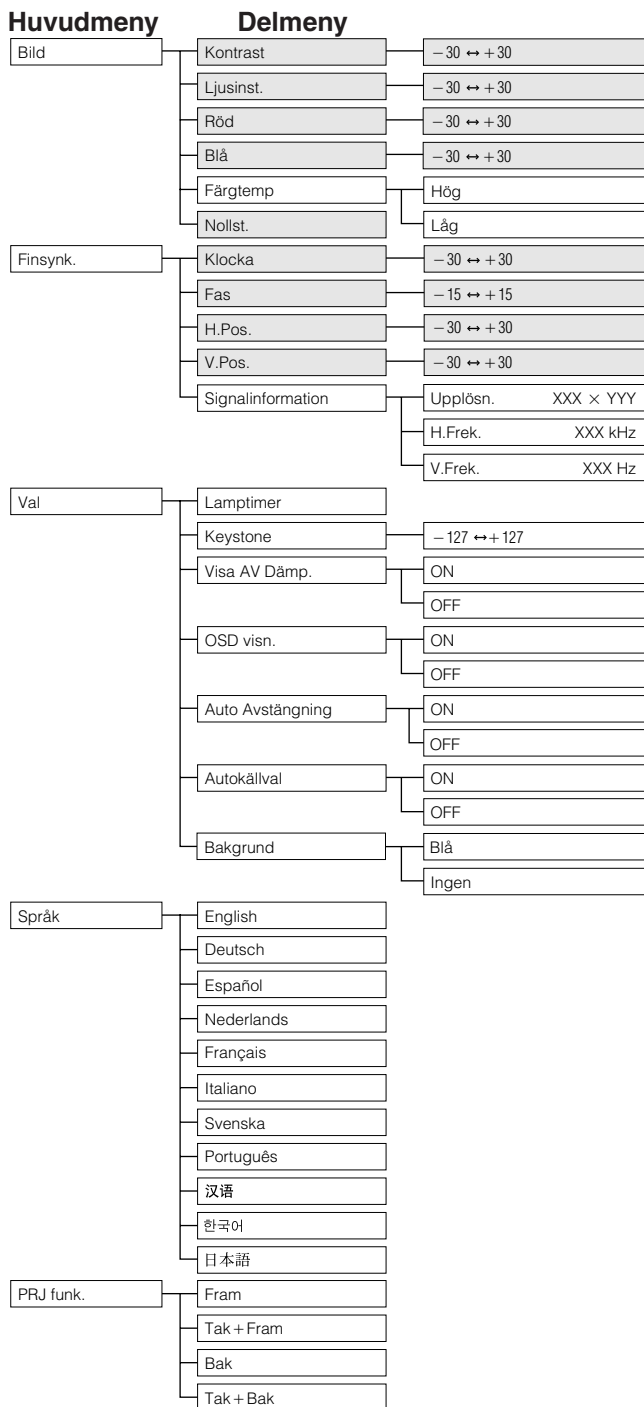 Huvudmeny Delmeny
Bild Kontrast −30 ↔ +30
Ljusinst. −30 ↔ +30
Röd −30 ↔ +30
Blå −30 ↔ +30
Färgtemp Hög
Nollst. Låg
Finsynk. Klocka −30 ↔ +30
Fas −15 ↔ +15
H.Pos. −30 ↔ +30
V.Pos. −30 ↔ +30
Signalinformation Upplösn. XXX × YYY
H.Frek. XXX kHz
V.Frek. XXX Hz
Val Lamptimer
Keystone −127 ↔+127
Visa AV Dämp. ON
OFF
OSD visn. ON
OFF
Auto Avstängning ON
OFF
Autokällval ON
OFF
Bakgrund Blå
Ingen
Språk English
Deutsch
Español
Nederlands
Français
Italiano
Svenska
Português
汉语
한국어
日本語
PRJ funk. Fram
Tak+Fram
Bak
Tak+Bak